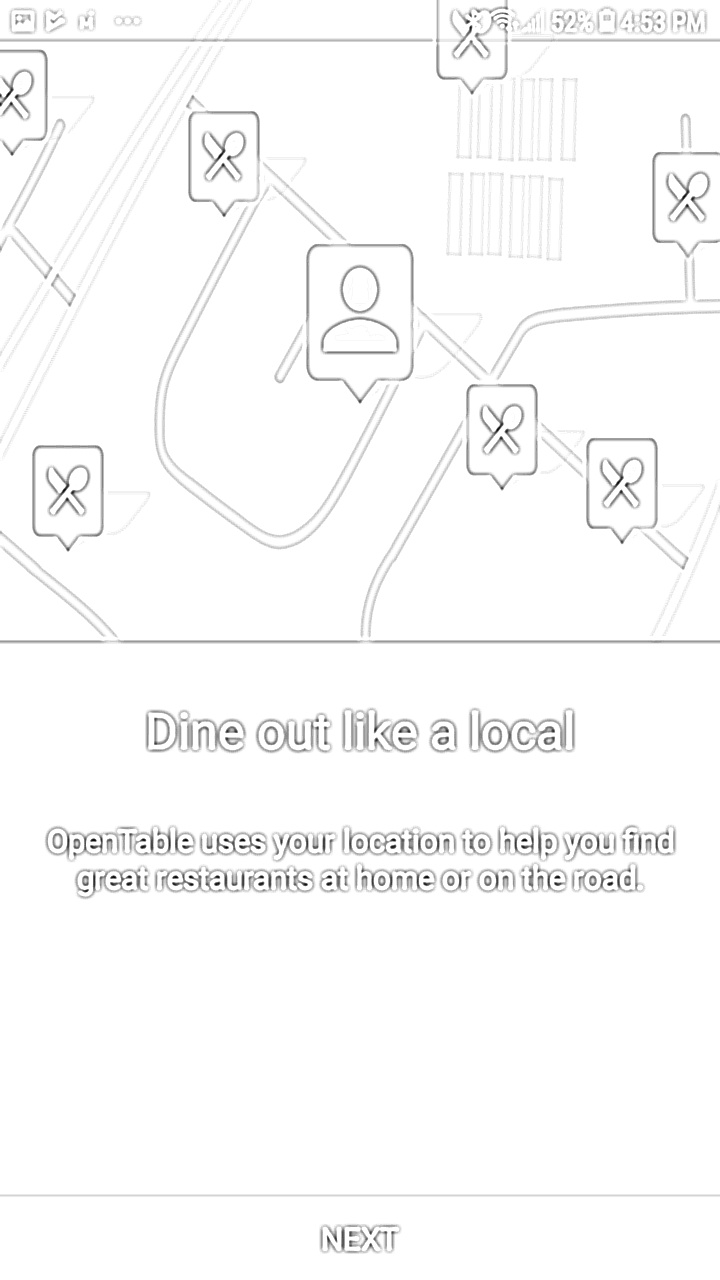 52% 4:53 PM
Dine out like a local
OpenTable uses your location to help you find
great restaurants at home or on the road.
NEXT